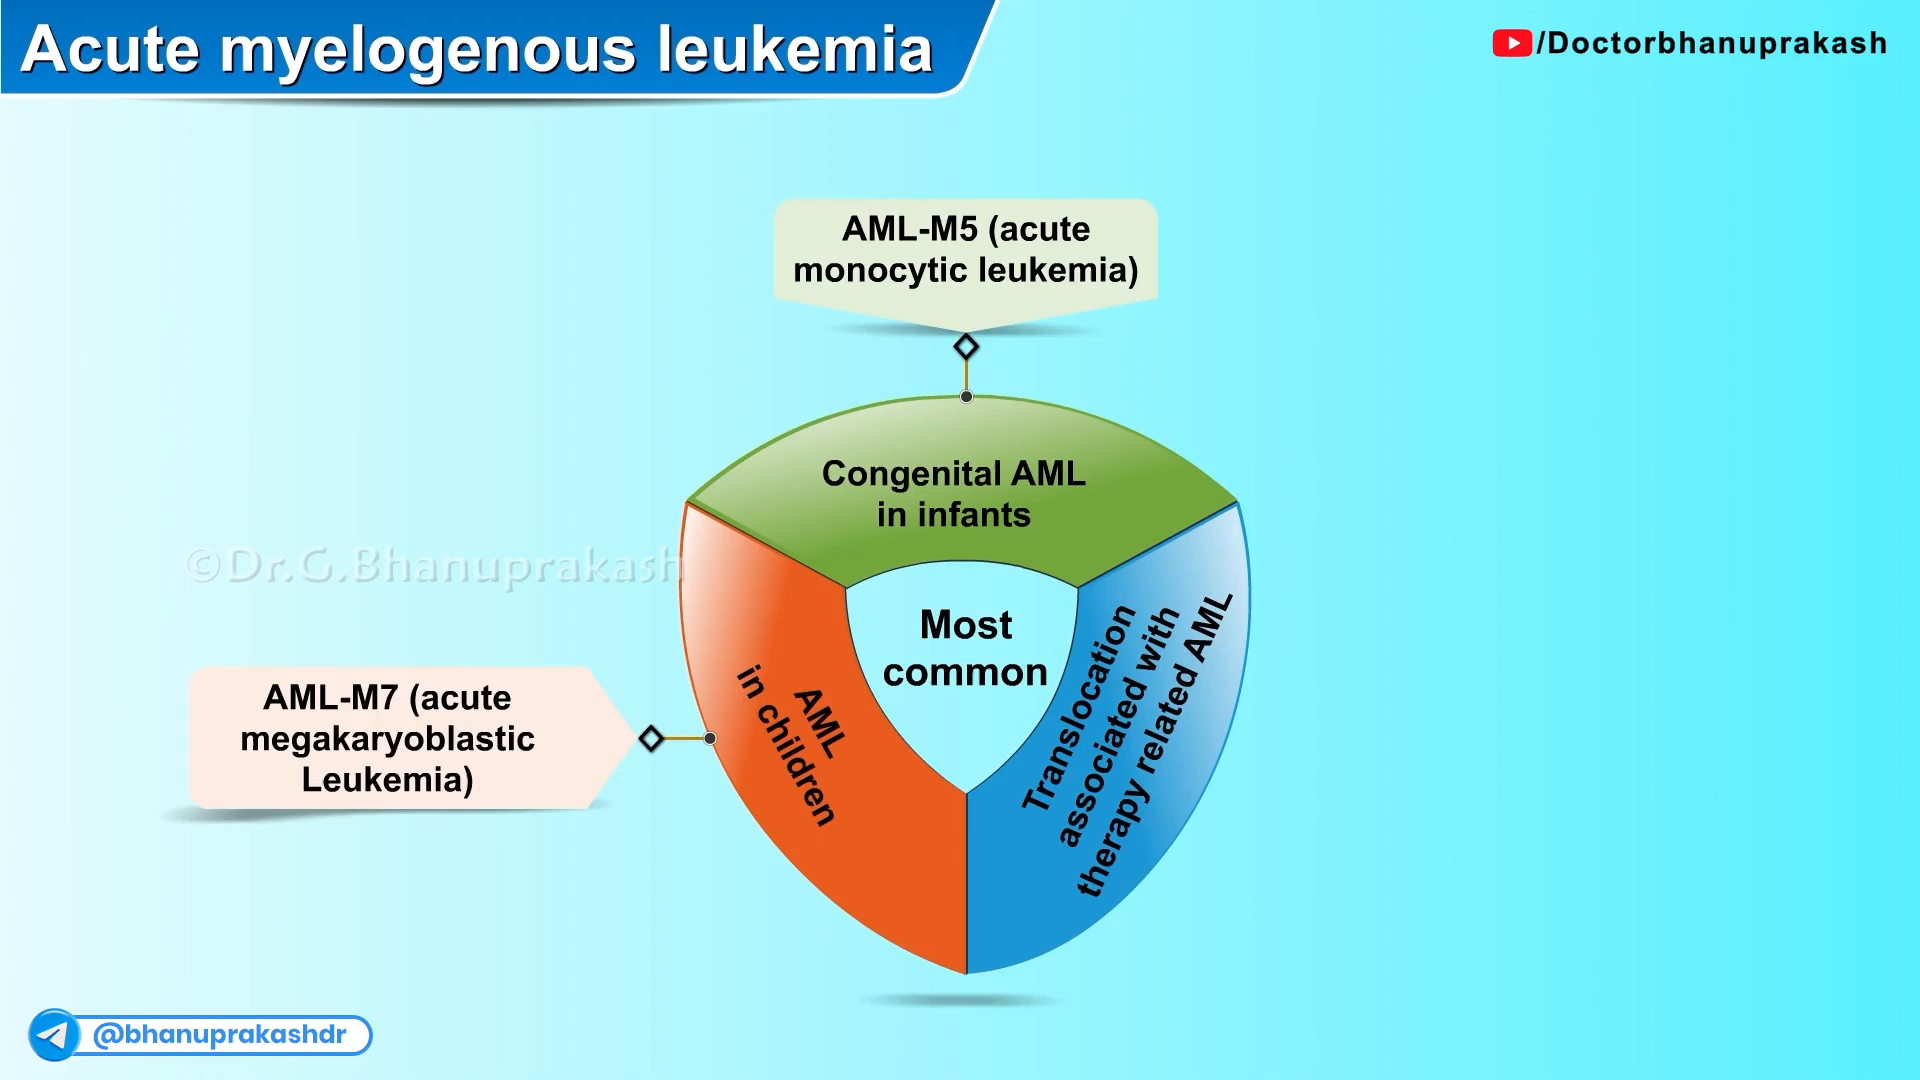 Acute myelogenous leukemia
/Doctorbhanuprakash
AML-M5 (acute
monocytic leukemia)
Congenital AML
in infants
©Dr.G.Bhanuprakash
Most
common
AML-M7 (acute
megakaryoblastic
Leukemia)
AML
in children
Translocation
associated with
therapy related AML
@bhanuprakashdr